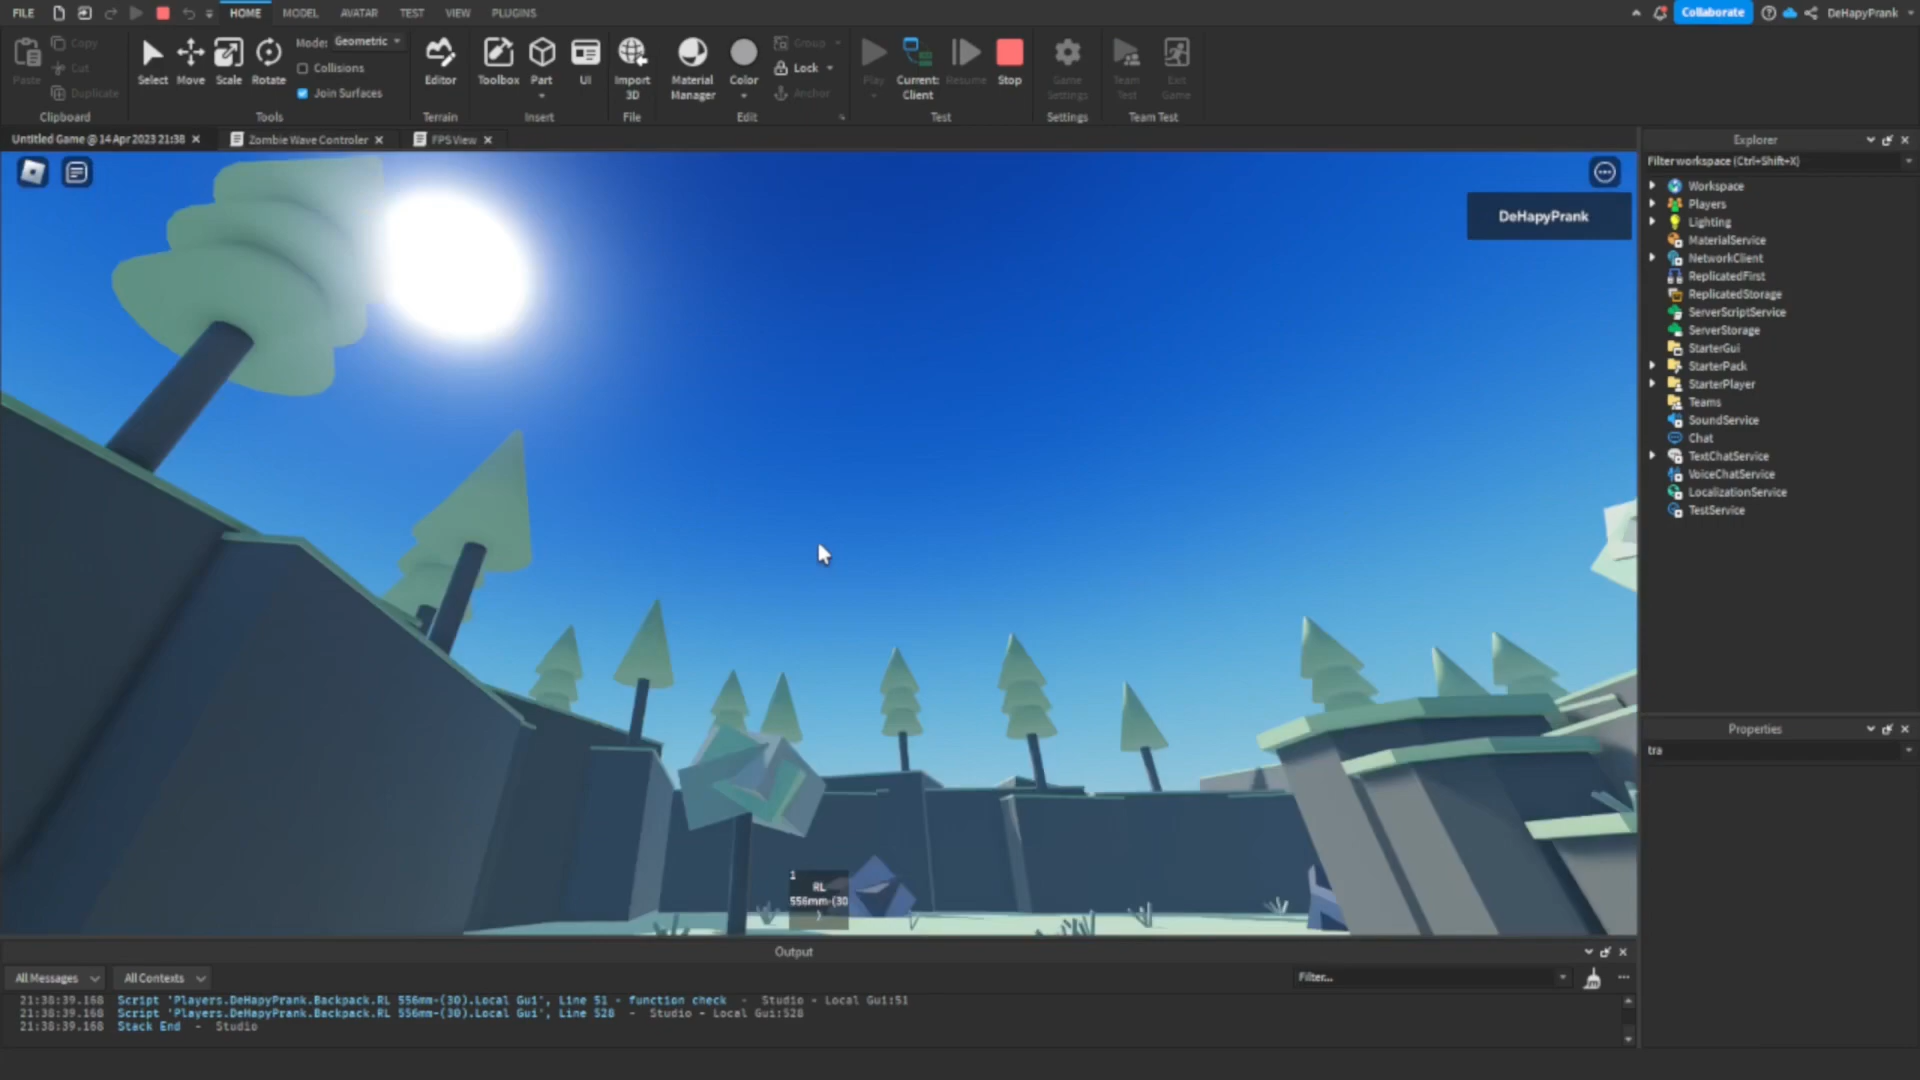 FILE HOME MODEL AVATAR TEST VIEW PLUGINS Collaborate DeHapyPrank
Paste Copy Cut Duplicate Clipboard
Select Move Scale Rotate Mode: Geometric Collisions Join Surfaces Tools
Editor Terrain
Toolbox Part UI Insert
Import 3D File
Material Manager Color Group Lock Anchor Edit
Play Current: Client Resume Stop Test
Game Settings Settings
Team Test Exit Game Team Test
Untitled Game @ 14 Apr 2023 21:38 Zombie Wave Controler FPS View
DeHapyPrank
1
RL
556mm-(30
)
Explorer
Filter workspace (Ctrl+Shift+X)
Workspace
Players
Lighting
MaterialService
NetworkClient
ReplicatedFirst
ReplicatedStorage
ServerScriptService
ServerStorage
StarterGui
StarterPack
StarterPlayer
Teams
SoundService
Chat
TextChatService
VoiceChatService
LocalizationService
TestService
Properties
tra
Output
All Messages All Contexts Filter...
21:38:39.168 Script 'Players.DeHapyPrank.Backpack.RL 556mm-(30).Local Gui', Line 51 - function check - Studio - Local Gui:51
21:38:39.168 Script 'Players.DeHapyPrank.Backpack.RL 556mm-(30).Local Gui', Line 528 - Studio - Local Gui:528
21:38:39.168 Stack End - Studio